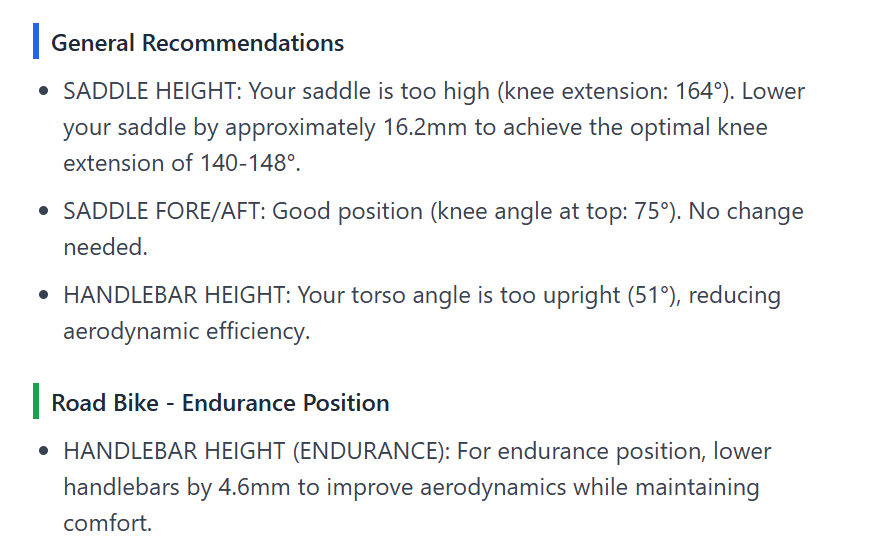 General Recommendations
• SADDLE HEIGHT: Your saddle is too high (knee extension: 164°). Lower
your saddle by approximately 16.2mm to achieve the optimal knee
extension of 140-148°.
• SADDLE FORE/AFT: Good position (knee angle at top: 75°). No change
needed.
• HANDLEBAR HEIGHT: Your torso angle is too upright (51°), reducing
aerodynamic efficiency.
Road Bike - Endurance Position
• HANDLEBAR HEIGHT (ENDURANCE): For endurance position, lower
handlebars by 4.6mm to improve aerodynamics while maintaining
comfort.